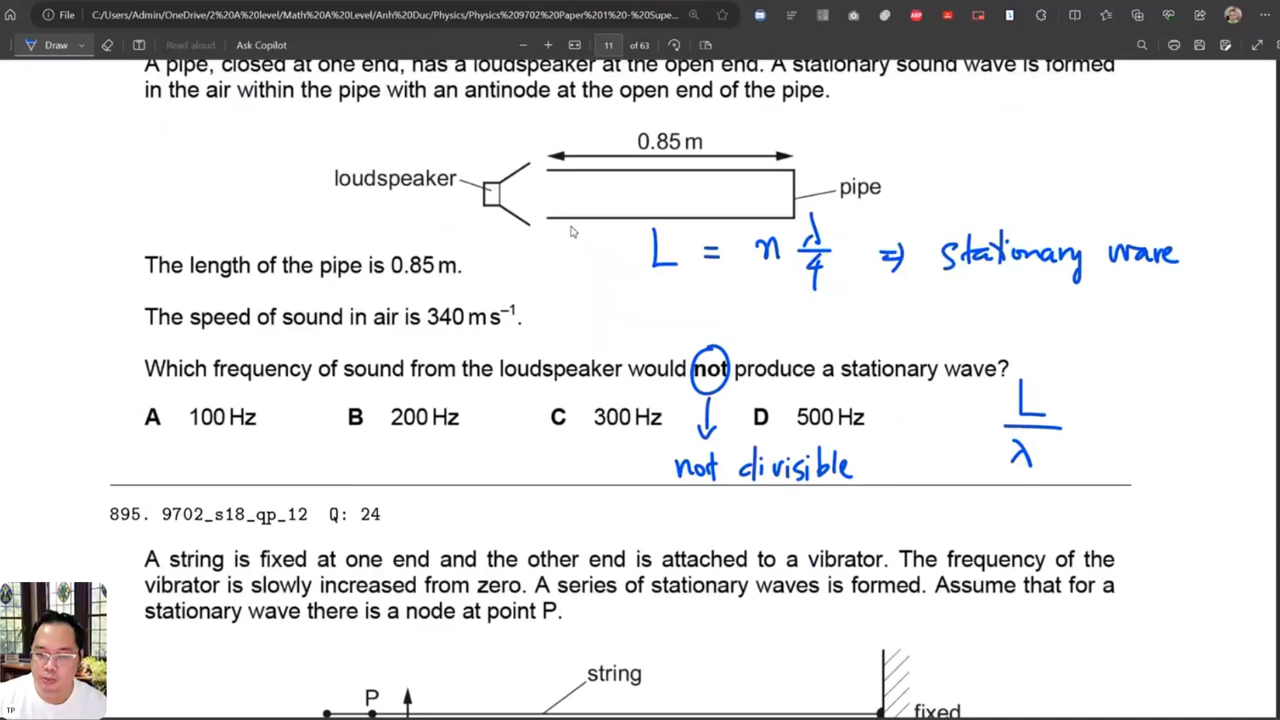 File C:/Users/Admin/OneDrive/2%20A%20level/Math%20A%20Level/Anh%20Duc/Physics/Physics%209702%20Paper%201%20-%20Supe...
Draw Read aloud Ask Copilot 11 of 63
A pipe, closed at one end, has a loudspeaker at the open end. A stationary sound wave is formed
in the air within the pipe with an antinode at the open end of the pipe.
0.85 m
loudspeaker
pipe
L = n λ/4 ⇒ stationary wave
The length of the pipe is 0.85 m.
The speed of sound in air is 340 m s⁻¹.
Which frequency of sound from the loudspeaker would not produce a stationary wave?
A 100 Hz B 200 Hz C 300 Hz D 500 Hz
L/λ
not divisible
895. 9702_s18_qp_12 Q: 24
A string is fixed at one end and the other end is attached to a vibrator. The frequency of the
vibrator is slowly increased from zero. A series of stationary waves is formed. Assume that for a
stationary wave there is a node at point P.
string
P
fixed
TP